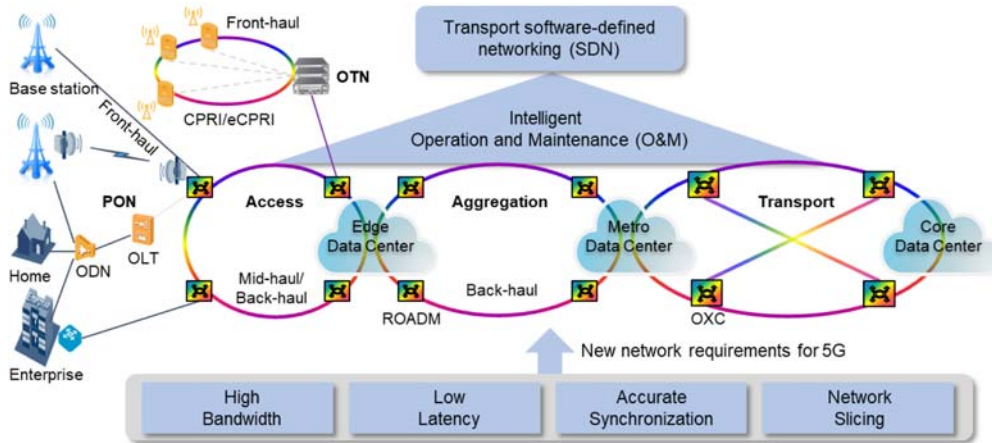 Transport software-defined
networking (SDN)
Front-haul
OTN
CPRI/eCPRI
Base station
Front-haul
Intelligent
Operation and Maintenance (O&M)
PON
Access
Aggregation
Transport
Edge
Data Center
Metro
Data Center
Core
Data Center
Home
ODN
OLT
Mid-haul/
Back-haul
Back-haul
ROADM
OXC
Enterprise
New network requirements for 5G
High
Bandwidth
Low
Latency
Accurate
Synchronization
Network
Slicing